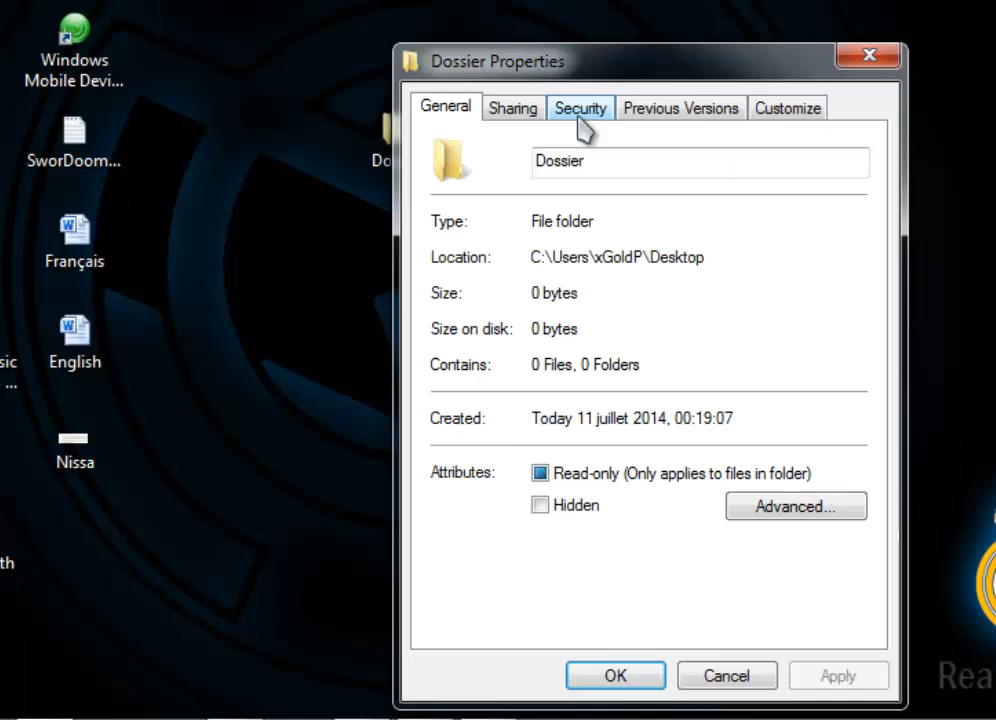 Windows
Mobile Devi...
SworDoom...
Français
sic
...
English
Nissa
th
Do
Dossier Properties
General Sharing Security Previous Versions Customize
Dossier
Type: File folder
Location: C:\Users\xGoldP\Desktop
Size: 0 bytes
Size on disk: 0 bytes
Contains: 0 Files, 0 Folders
Created: Today 11 juillet 2014, 00:19:07
Attributes: Read-only (Only applies to files in folder)
Hidden Advanced...
OK Cancel Apply
Rea